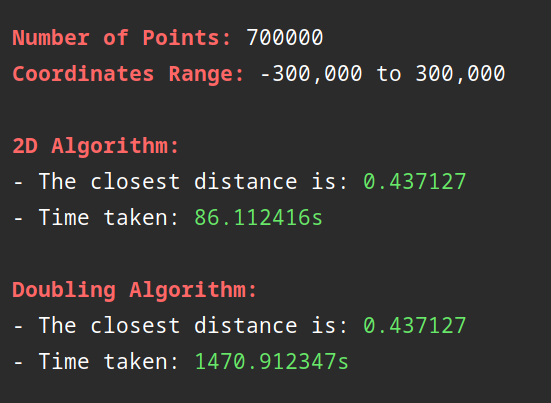 Number of Points: 700000
Coordinates Range: -300,000 to 300,000
2D Algorithm:
- The closest distance is: 0.437127
- Time taken: 86.112416s
Doubling Algorithm:
- The closest distance is: 0.437127
- Time taken: 1470.912347s